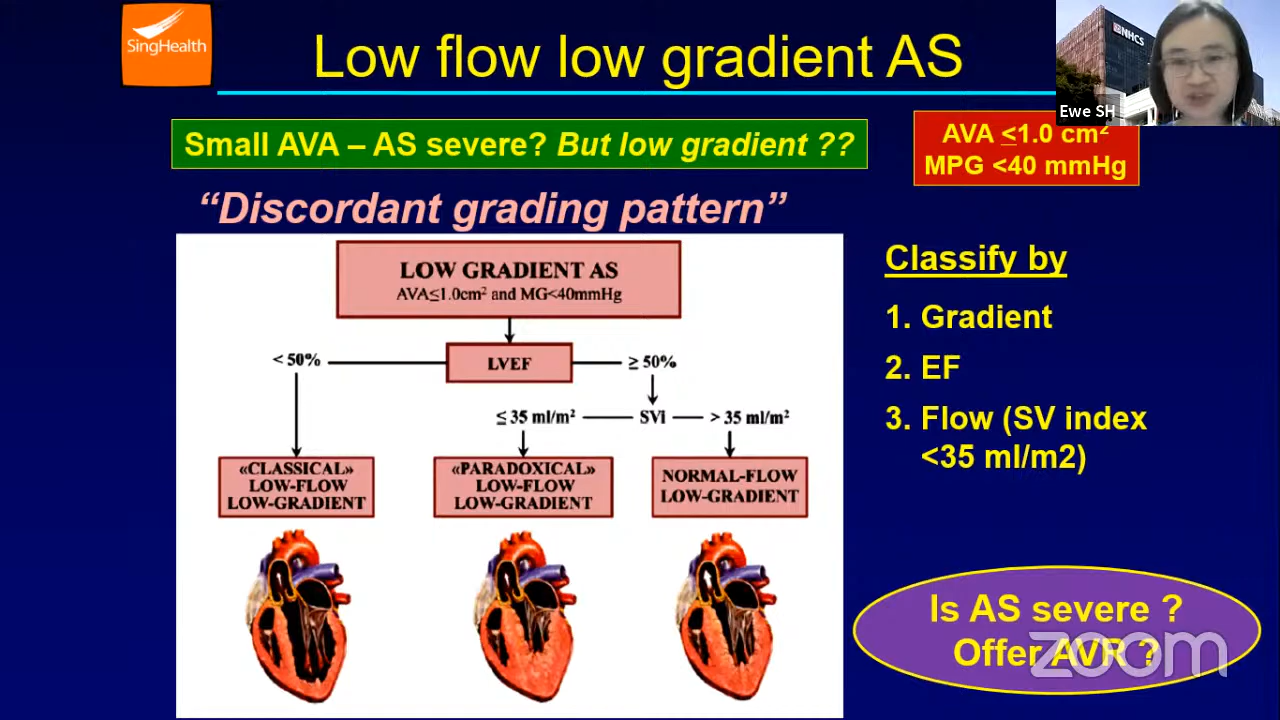 SingHealth
Low flow low gradient AS
NHCS
Ewe SH
Small AVA – AS severe? But low gradient ??
AVA ≤1.0 cm²
MPG <40 mmHg
“Discordant grading pattern”
LOW GRADIENT AS
AVA≤1.0cm² and MG<40mmHg
< 50%
LVEF
≥ 50%
≤ 35 ml/m²
SVi
> 35 ml/m²
«CLASSICAL»
LOW-FLOW
LOW-GRADIENT
«PARADOXICAL»
LOW-FLOW
LOW-GRADIENT
NORMAL-FLOW
LOW-GRADIENT
Classify by
1. Gradient
2. EF
3. Flow (SV index
<35 ml/m2)
Is AS severe ?
Offer AVR ?
zoom